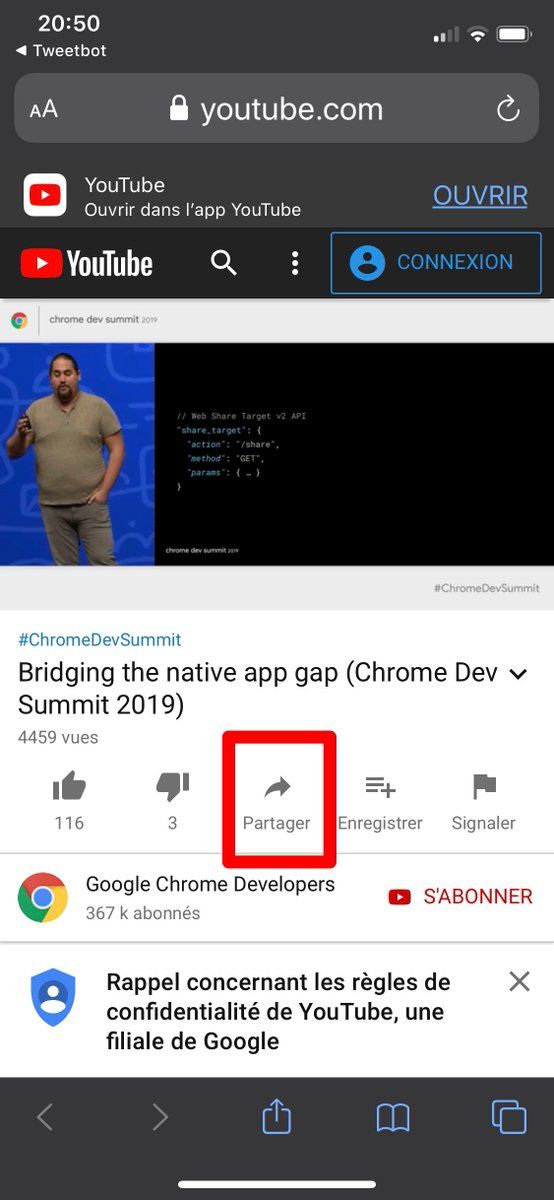 20:50
◀ Tweetbot
AA youtube.com
YouTube
Ouvrir dans l’app YouTube
OUVRIR
YouTube
CONNEXION
chrome dev summit 2019
// Web Share Target v2 API
"share_target": {
"action": "/share",
"method": "GET",
"params": { … }
}
chrome dev summit 2019
#ChromeDevSummit
#ChromeDevSummit
Bridging the native app gap (Chrome Dev
Summit 2019)
4459 vues
116
3
Partager
Enregistrer
Signaler
Google Chrome Developers
367 k abonnés
S'ABONNER
Rappel concernant les règles de
confidentialité de YouTube, une
filiale de Google